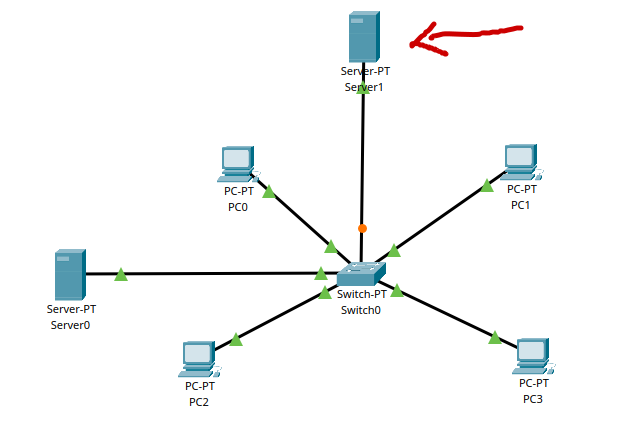 Server-PT
Server1
PC-PT
PC0
PC-PT
PC1
Server-PT
Server0
Switch-PT
Switch0
PC-PT
PC2
PC-PT
PC3